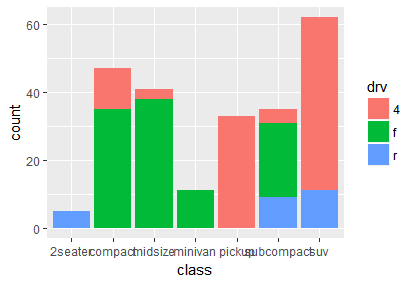 60
40
20
0
count
2seater compact midsize minivan pickup subcompact suv
class
drv
4
f
r